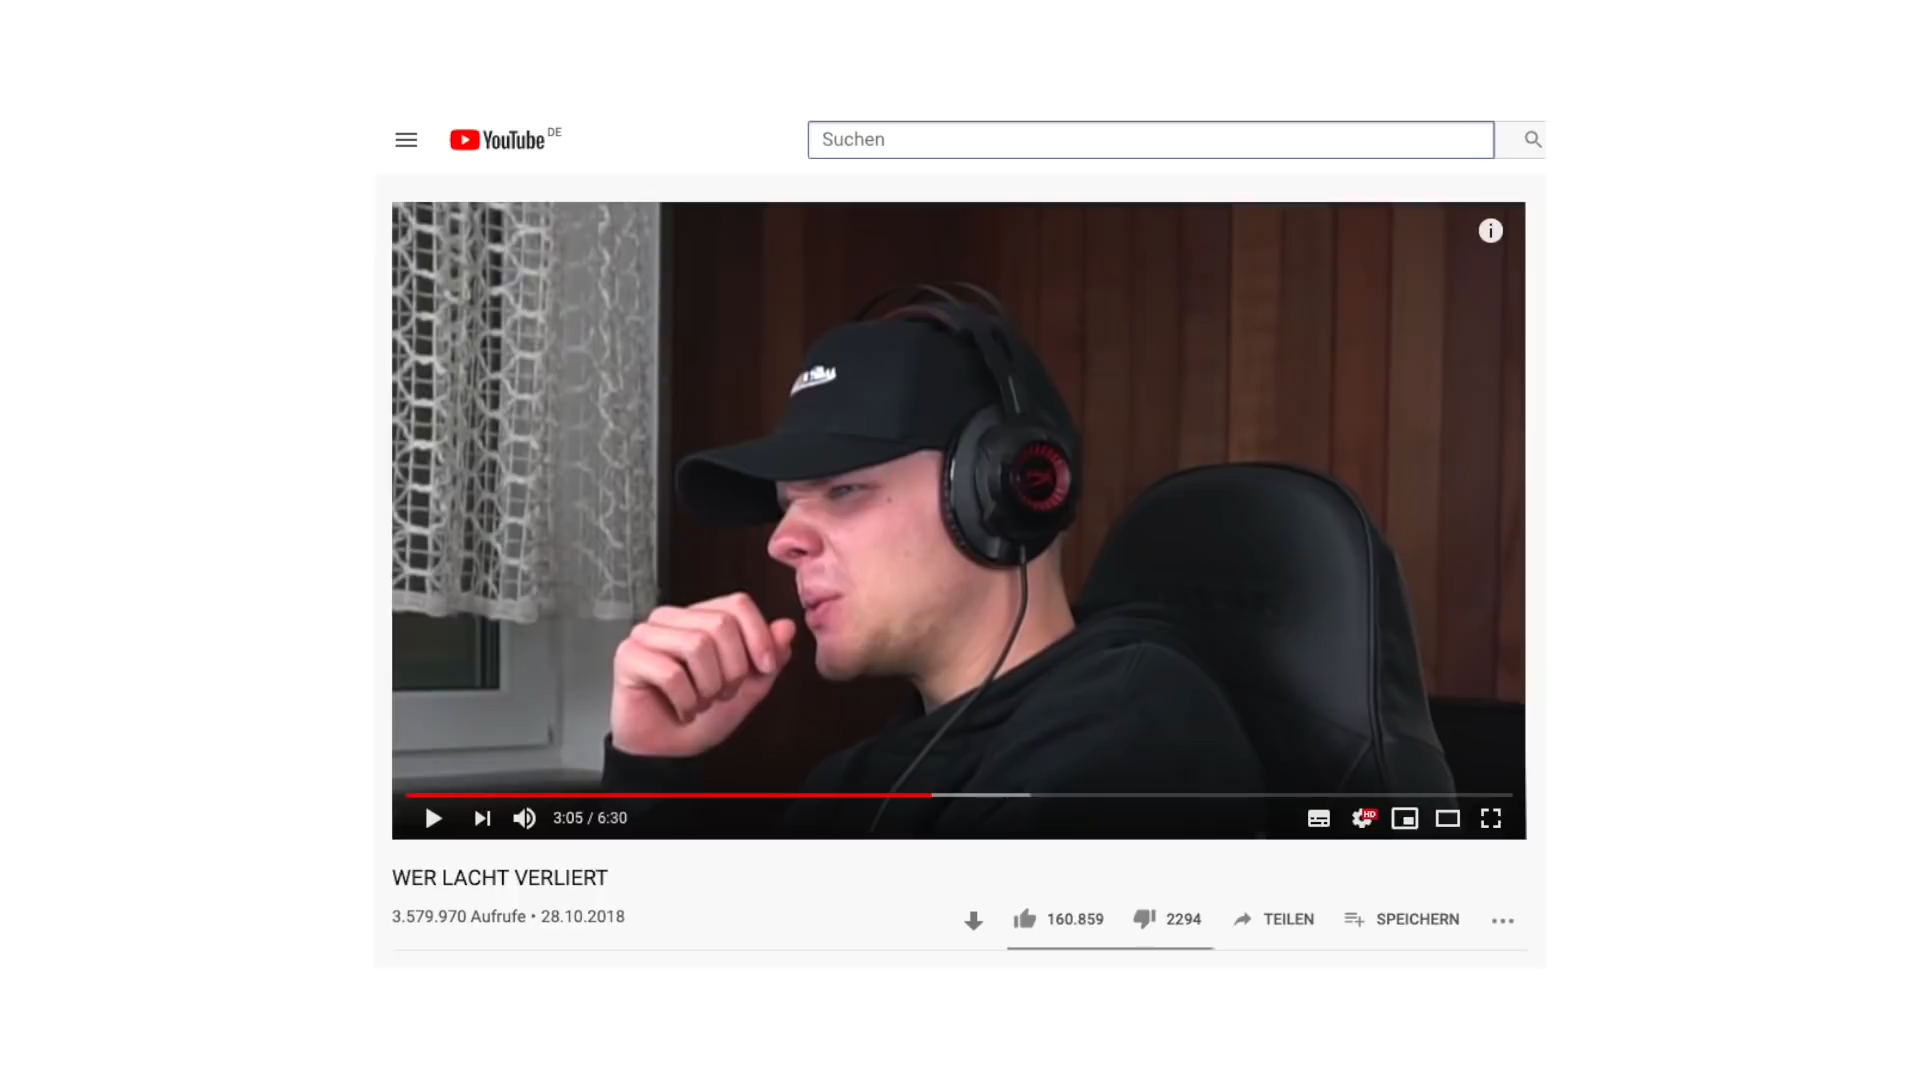 YouTube DE
Suchen
3:05 / 6:30
HD
WER LACHT VERLIERT
3.579.970 Aufrufe • 28.10.2018
160.859
2294
TEILEN
SPEICHERN